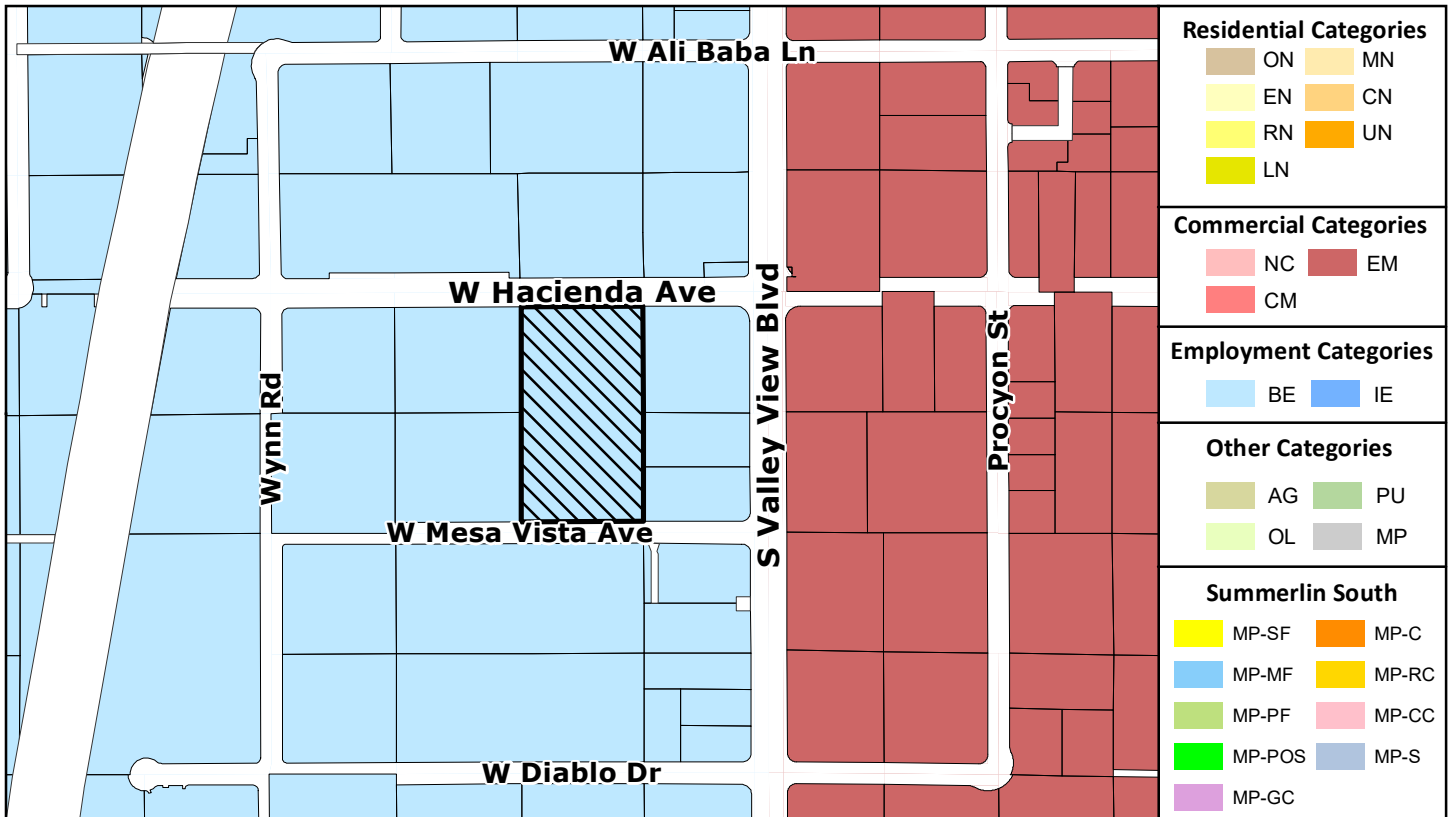 W Ali Baba Ln
W Hacienda Ave
S Valley View Blvd
Procyon St
Wynn Rd
W Mesa Vista Ave
W Diablo Dr
Residential Categories
ON MN
EN CN
RN UN
LN
Commercial Categories
NC EM
CM
Employment Categories
BE IE
Other Categories
AG PU
OL MP
Summerlin South
MP-SF MP-C
MP-MF MP-RC
MP-PF MP-CC
MP-POS MP-S
MP-GC